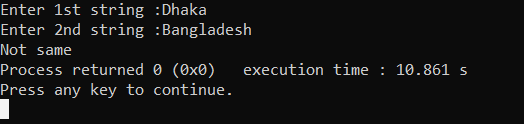 Enter 1st string :Dhaka
Enter 2nd string :Bangladesh
Not same
Process returned 0 (0x0)   execution time : 10.861 s
Press any key to continue.